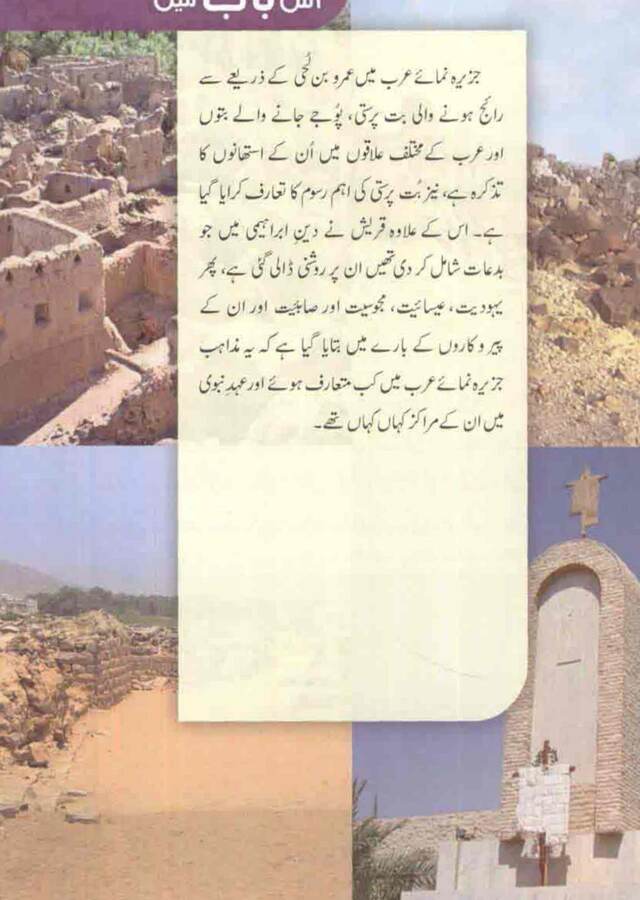 اس باب میں
جزیرہ نمائے عرب میں عمرو بن لُحَی کے ذریعے سے
رائج ہونے والی بت پرستی، پُوجے جانے والے بتوں
اور عرب کے مختلف علاقوں میں اُن کے استھانوں کا
تذکرہ ہے، نیز بُت پرستی کی اہم رسوم کا تعارف کرایا گیا
ہے۔ اس کے علاوہ قریش نے دینِ ابراہیمی میں جو
بدعات شامل کر دی تھیں ان پر روشنی ڈالی گئی ہے، پھر
یہودیت، عیسائیت، مجوسیت اور صابئیت اور ان کے
پیروکاروں کے بارے میں بتایا گیا ہے کہ یہ مذاہب
جزیرہ نمائے عرب میں کب متعارف ہوئے اور عہدِ نبوی
میں ان کے مراکز کہاں کہاں تھے۔